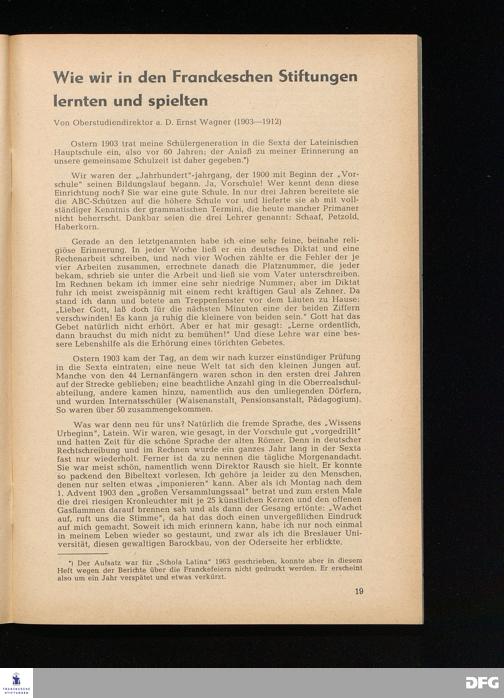 Wie wir in den Franckeschen Stiftungen
lernten und spielten
Von Oberstudiendirektor a. D. Ernst Wagner (1903—1912)
Ostern 1903 trat meine Schülergeneration in die Sexta der Lateinischen
Hauptschule ein, also vor 60 Jahren; der Anlaß zu meiner Erinnerung an
unsere gemeinsame Schulzeit ist daher gegeben.*)
Wir waren der „Jahrhundert"-jahrgang, der 1900 mit Beginn der „Vor-
schule" seinen Bildungslauf begann. Ja, Vorschule! Wer kennt denn diese
Einrichtung noch? Sie war eine gute Schule. In nur drei Jahren bereitete sie
die ABC-Schützen auf die höhere Schule vor und lieferte sie ab mit voll-
ständiger Kenntnis der grammatischen Termini, die heute mancher Primaner
nicht beherrscht. Dankbar seien die drei Lehrer genannt: Schaaf, Petzold,
Haberkorn.
Gerade an den letztgenannten habe ich eine sehr feine, beinahe reli-
giöse Erinnerung. In jeder Woche ließ er ein deutsches Diktat und eine
Rechenarbeit schreiben, und nach vier Wochen zählte er die Fehler der je
vier Arbeiten zusammen, errechnete danach die Platznummer, die jeder
bekam, schrieb sie unter die Arbeit und ließ sie vom Vater unterschreiben.
Im Rechnen bekam ich immer eine sehr niedrige Nummer, aber im Diktat
fuhr ich meist zweispännig mit einem recht kräftigen Gaul als Zehner. Da
stand ich dann und betete am Treppenfenster vor dem Läuten zu Hause:
„Lieber Gott, laß doch für die nächsten Minuten eine der beiden Ziffern
verschwinden! Es kann ja ruhig die kleinere von beiden sein." Gott hat das
Gebet natürlich nicht erhört. Aber er hat mir gesagt: „Lerne ordentlich,
dann brauchst du mich nicht zu bemühen!" Und diese Lehre war eine bes-
sere Lebenshilfe als die Erhörung eines törichten Gebetes.
Ostern 1903 kam der Tag, an dem wir nach kurzer einstündiger Prüfung
in die Sexta eintraten; eine neue Welt tat sich den kleinen Jungen auf.
Manche von den 44 Lernanfängern waren schon in den ersten drei Jahren
auf der Strecke geblieben; eine beachtliche Anzahl ging in die Oberrealschul-
abteilung, andere kamen hinzu, namentlich aus den umliegenden Dörfern,
und wurden Internatsschüler (Waisenanstalt, Pensionsanstalt, Pädagogium).
So waren über 50 zusammengekommen.
Was war denn neu für uns? Natürlich die fremde Sprache, des „Wissens
Urbeginn", Latein. Wir waren, wie gesagt, in der Vorschule gut „vorgedrillt"
und hatten Zeit für die schöne Sprache der alten Römer. Denn in deutscher
Rechtschreibung und im Rechnen wurde ein ganzes Jahr lang in der Sexta
fast nur wiederholt. Ferner ist da zu nennen die tägliche Morgenandacht.
Sie war meist schön, namentlich wenn Direktor Rausch sie hielt. Er konnte
so packend den Bibeltext vorlesen. Ich gehöre ja leider zu den Menschen,
denen nur selten etwas „imponieren" kann. Aber als ich Montag nach dem
1. Advent 1903 den „großen Versammlungssaal" betrat und zum ersten Male
die drei riesigen Kronleuchter mit je 25 künstlichen Kerzen und den offenen
Gasflammen darauf brennen sah und als dann der Gesang ertönte: „Wachet
auf, ruft uns die Stimme", da hat das doch einen unvergeßlichen Eindruck
auf mich gemacht. Soweit ich mich erinnern kann, habe ich nur noch einmal
in meinem Leben wieder so gestaunt, und zwar als ich die Breslauer Uni-
versität, diesen gewaltigen Barockbau, von der Oderseite her erblickte.
*) Der Aufsatz war für „Schola Latina" 1963 geschrieben, konnte aber in diesem
Heft wegen der Berichte über die Franckefeiern nicht gedruckt werden. Er erscheint
also um ein Jahr verspätet und etwas verkürzt.
19
FRANCKESCHE
STIFTUNGEN
DFG